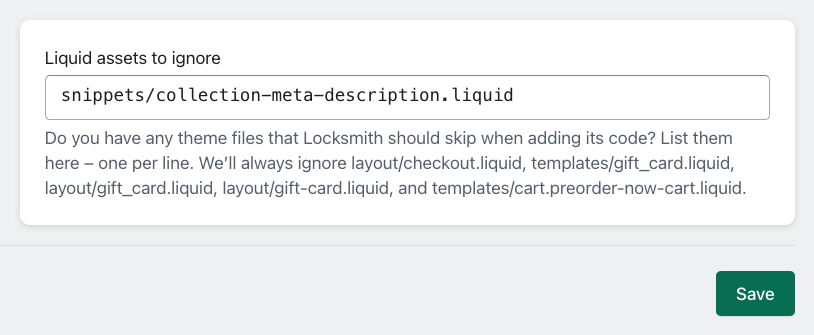 Liquid assets to ignore
snippets/collection-meta-description.liquid
Do you have any theme files that Locksmith should skip when adding its code? List them
here – one per line. We’ll always ignore layout/checkout.liquid, templates/gift_card.liquid,
layout/gift_card.liquid, layout/gift-card.liquid, and templates/cart.preorder-now-cart.liquid.
Save